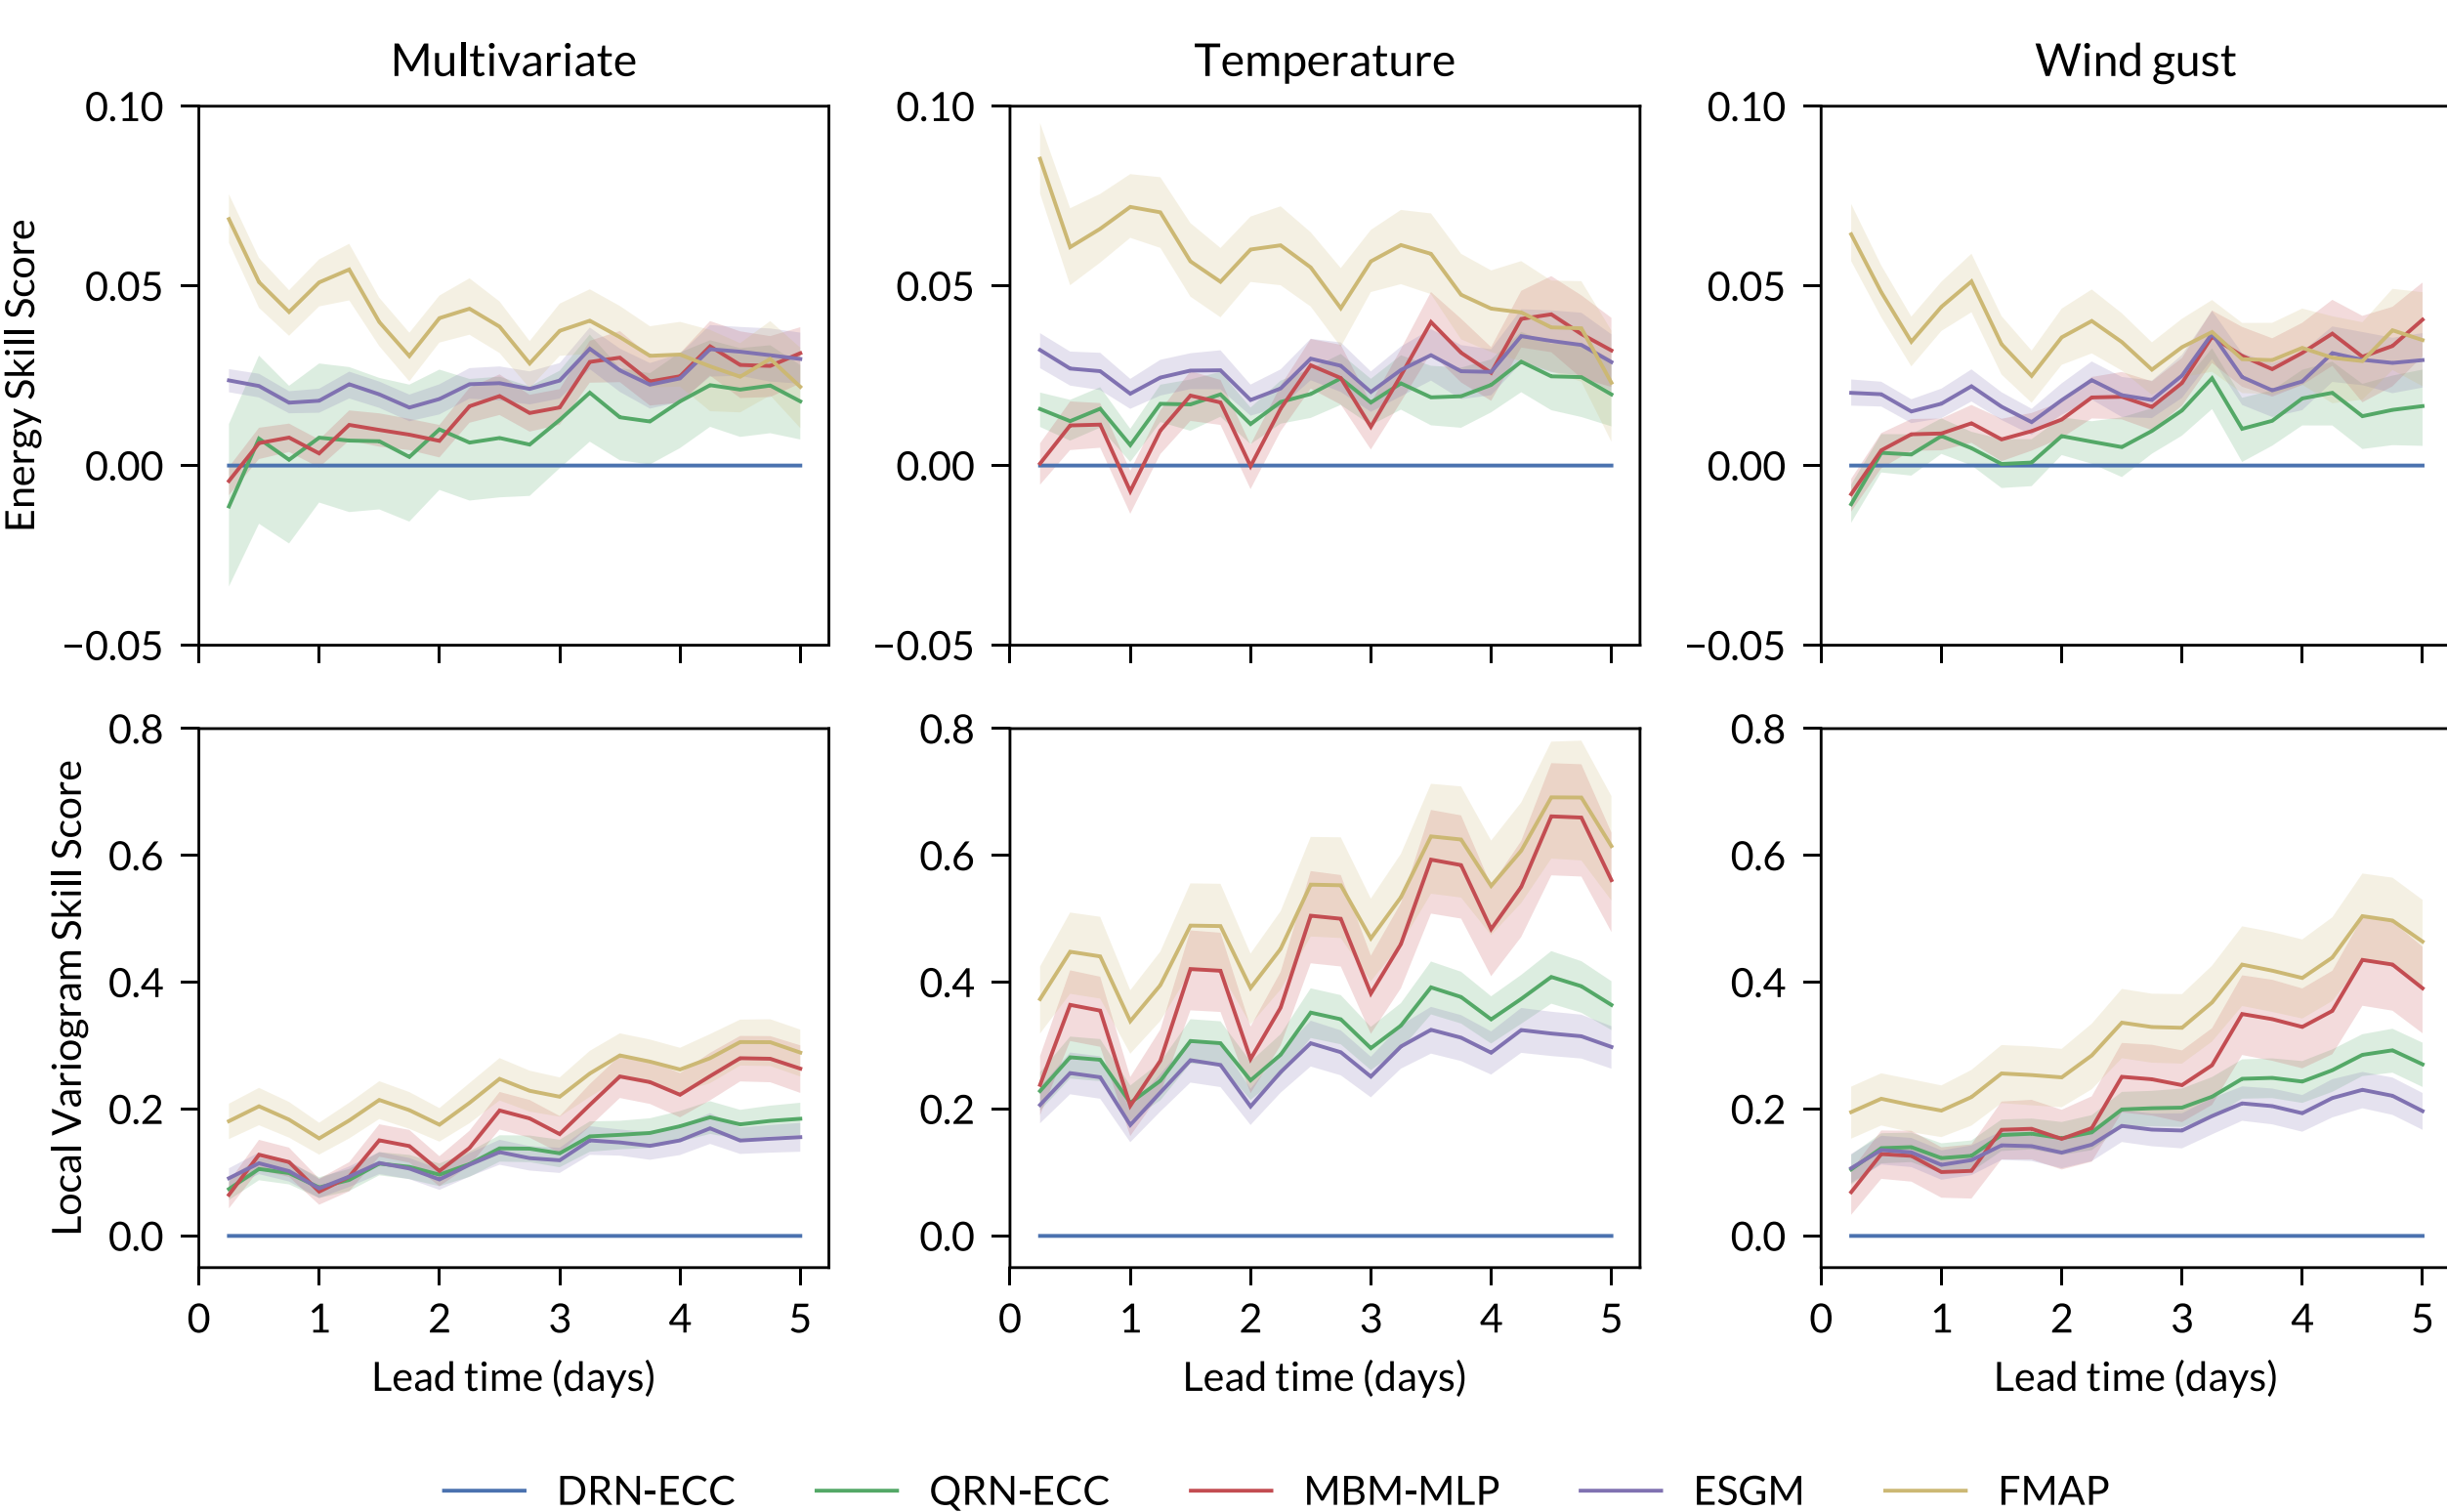 Multivariate Temperature Wind gust
0.10 0.10 0.10
0.05 0.05 0.05
0.00 0.00 0.00
−0.05 −0.05 −0.05
Energy Skill Score
0.8 0.8 0.8
0.6 0.6 0.6
0.4 0.4 0.4
0.2 0.2 0.2
0.0 0.0 0.0
Local Variogram Skill Score
0 1 2 3 4 5 0 1 2 3 4 5 0 1 2 3 4 5
Lead time (days) Lead time (days) Lead time (days)
DRN-ECC QRN-ECC MBM-MLP ESGM FMAP